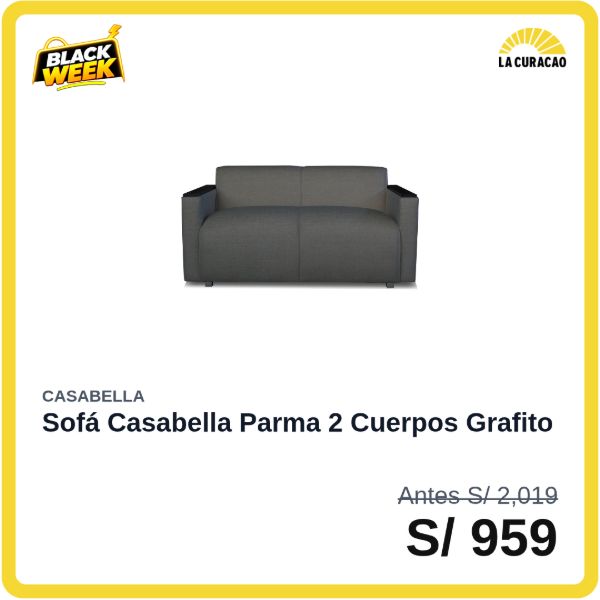 BLACK
WEEK
LA CURACAO
CASABELLA
Sofá Casabella Parma 2 Cuerpos Grafito
Antes S/ 2,019
S/ 959